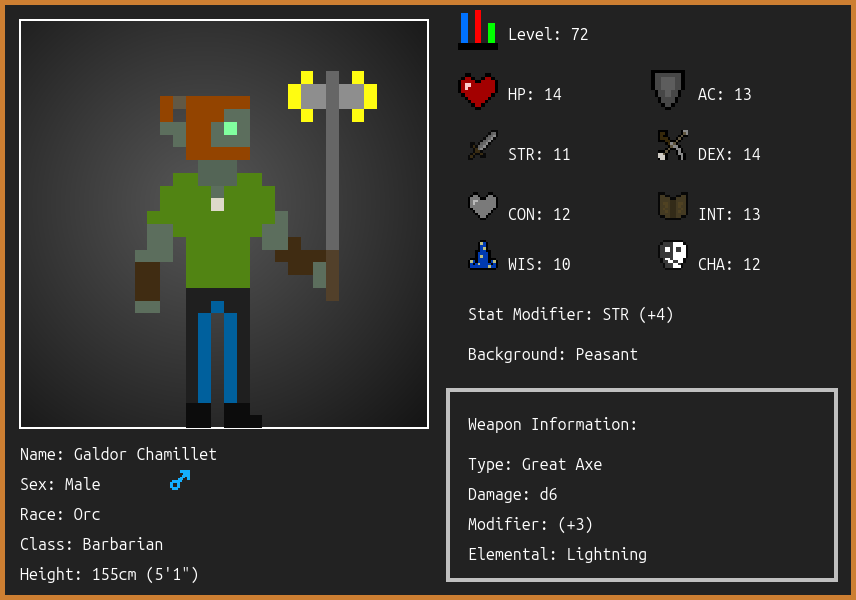 Level: 72
HP: 14
AC: 13
STR: 11
DEX: 14
CON: 12
INT: 13
WIS: 10
CHA: 12
Stat Modifier: STR (+4)
Background: Peasant
Weapon Information:
Type: Great Axe
Damage: d6
Modifier: (+3)
Elemental: Lightning
Name: Galdor Chamillet
Sex: Male
Race: Orc
Class: Barbarian
Height: 155cm (5'1")